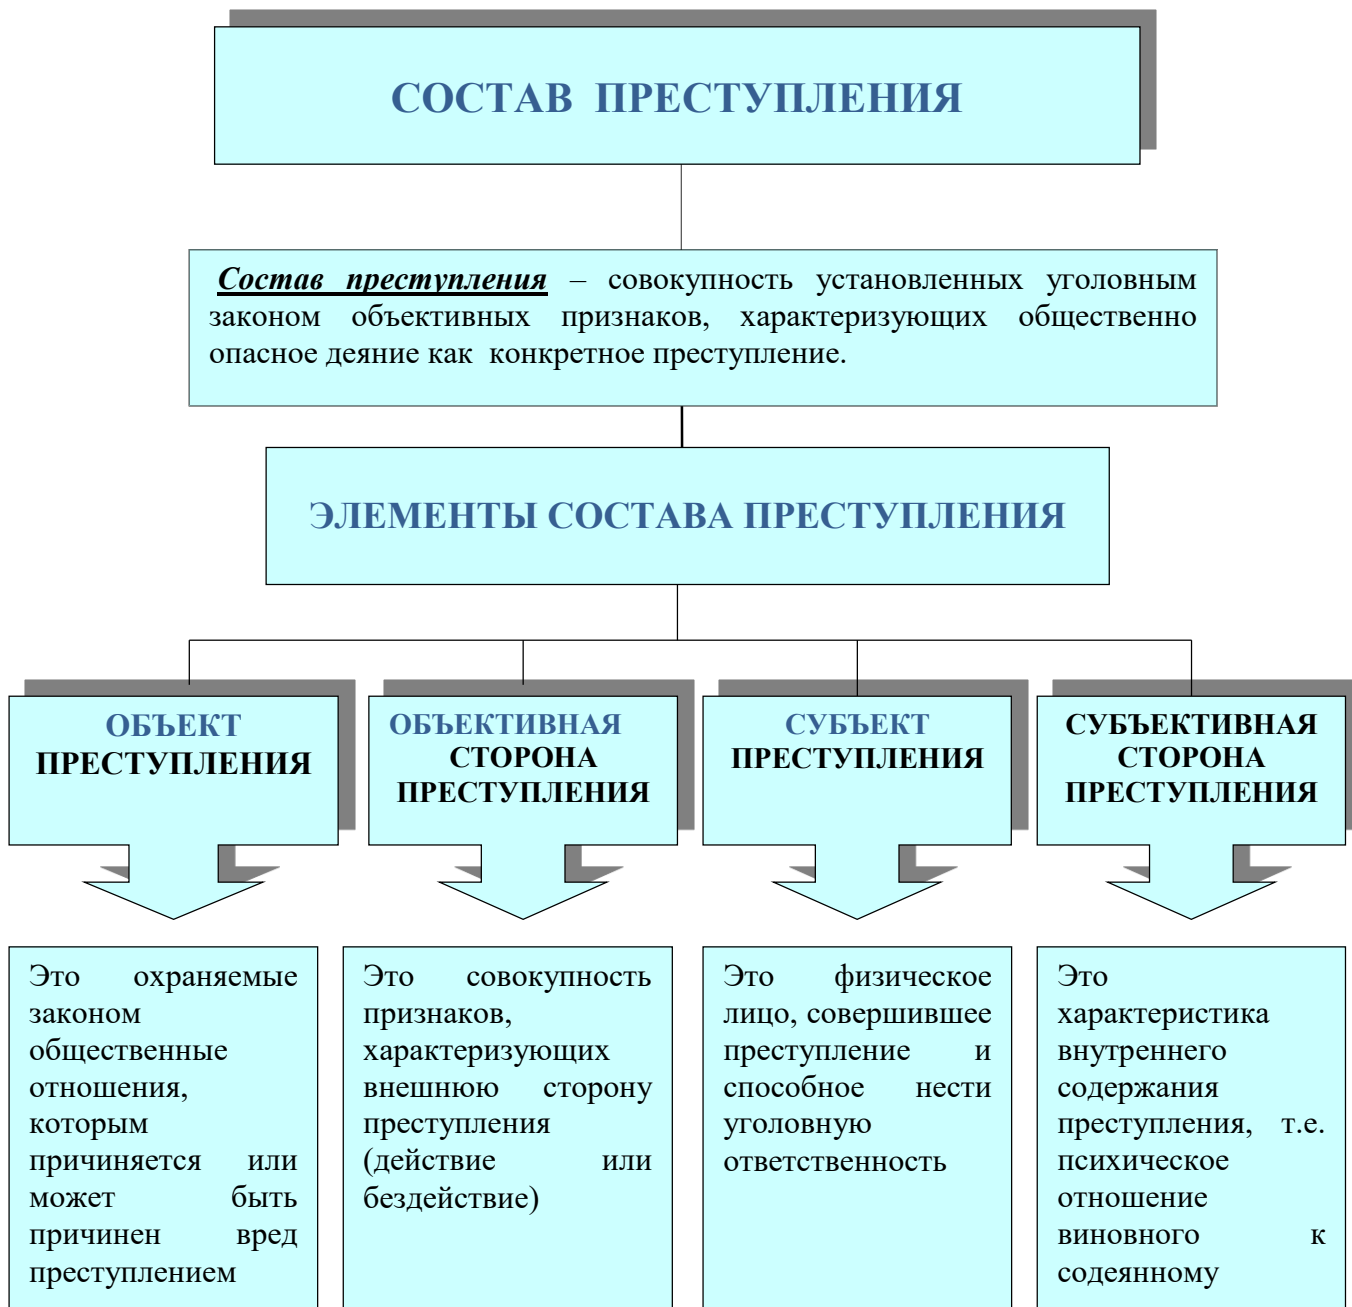 СОСТАВ ПРЕСТУПЛЕНИЯ
Состав преступления – совокупность установленных уголовным
законом объективных признаков, характеризующих общественно
опасное деяние как конкретное преступление.
ЭЛЕМЕНТЫ СОСТАВА ПРЕСТУПЛЕНИЯ
ОБЪЕКТ
ПРЕСТУПЛЕНИЯ
ОБЪЕКТИВНАЯ
СТОРОНА
ПРЕСТУПЛЕНИЯ
СУБЪЕКТ
ПРЕСТУПЛЕНИЯ
СУБЪЕКТИВНАЯ
СТОРОНА
ПРЕСТУПЛЕНИЯ
Это охраняемые
законом
общественные
отношения,
которым
причиняется или
может быть
причинен вред
преступлением
Это совокупность
признаков,
характеризующих
внешнюю сторону
преступления
(действие или
бездействие)
Это физическое
лицо, совершившее
преступление и
способное нести
уголовную
ответственность
Это
характеристика
внутреннего
содержания
преступления, т.е.
психическое
отношение
виновного к
содеянному